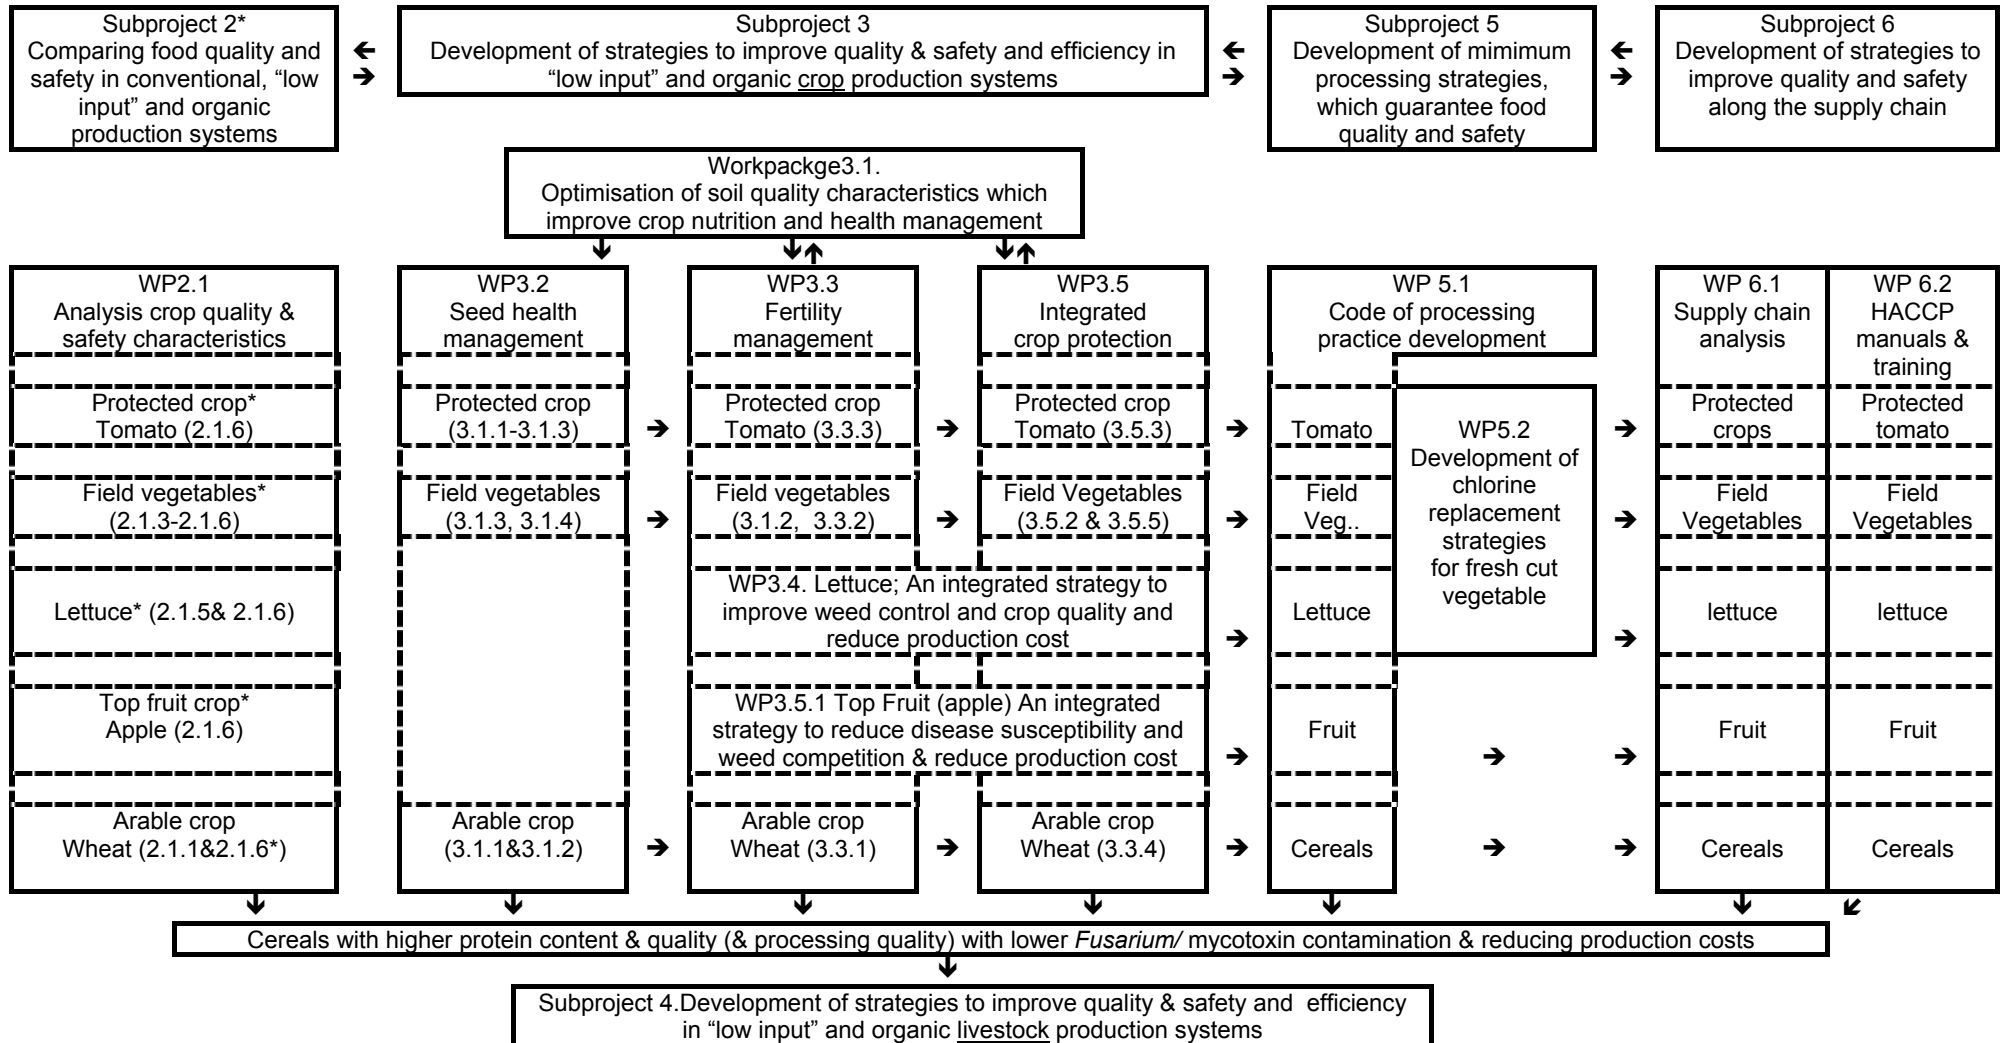 Subproject 2*
Comparing food quality and
safety in conventional, “low
input” and organic
production systems
Subproject 3
Development of strategies to improve quality & safety and efficiency in
“low input” and organic crop production systems
Subproject 5
Development of mimimum
processing strategies,
which guarantee food
quality and safety
Subproject 6
Development of strategies to
improve quality and safety
along the supply chain
Workpackge3.1.
Optimisation of soil quality characteristics which
improve crop nutrition and health management
WP2.1
Analysis crop quality &
safety characteristics
WP3.2
Seed health
management
WP3.3
Fertility
management
WP3.5
Integrated
crop protection
WP 5.1
Code of processing
practice development
WP 6.1
Supply chain
analysis
WP 6.2
HACCP
manuals &
training
Protected crop*
Tomato (2.1.6)
Protected crop
(3.1.1-3.1.3)
Protected crop
Tomato (3.3.3)
Protected crop
Tomato (3.5.3)
Tomato
WP5.2
Development of
chlorine
replacement
strategies
for fresh cut
vegetable
Protected
crops
Protected
tomato
Field vegetables*
(2.1.3-2.1.6)
Field vegetables
(3.1.3, 3.1.4)
Field vegetables
(3.1.2, 3.3.2)
Field Vegetables
(3.5.2 & 3.5.5)
Field
Veg..
Field
Vegetables
Field
Vegetables
Lettuce* (2.1.5& 2.1.6)
WP3.4. Lettuce; An integrated strategy to
improve weed control and crop quality and
reduce production cost
Lettuce
lettuce
lettuce
Top fruit crop*
Apple (2.1.6)
WP3.5.1 Top Fruit (apple) An integrated
strategy to reduce disease susceptibility and
weed competition & reduce production cost
Fruit
Fruit
Fruit
Arable crop
Wheat (2.1.1&2.1.6*)
Arable crop
(3.1.1&3.1.2)
Arable crop
Wheat (3.3.1)
Arable crop
Wheat (3.3.4)
Cereals
Cereals
Cereals
Cereals with higher protein content & quality (& processing quality) with lower Fusarium/ mycotoxin contamination & reducing production costs
Subproject 4.Development of strategies to improve quality & safety and efficiency
in “low input” and organic livestock production systems